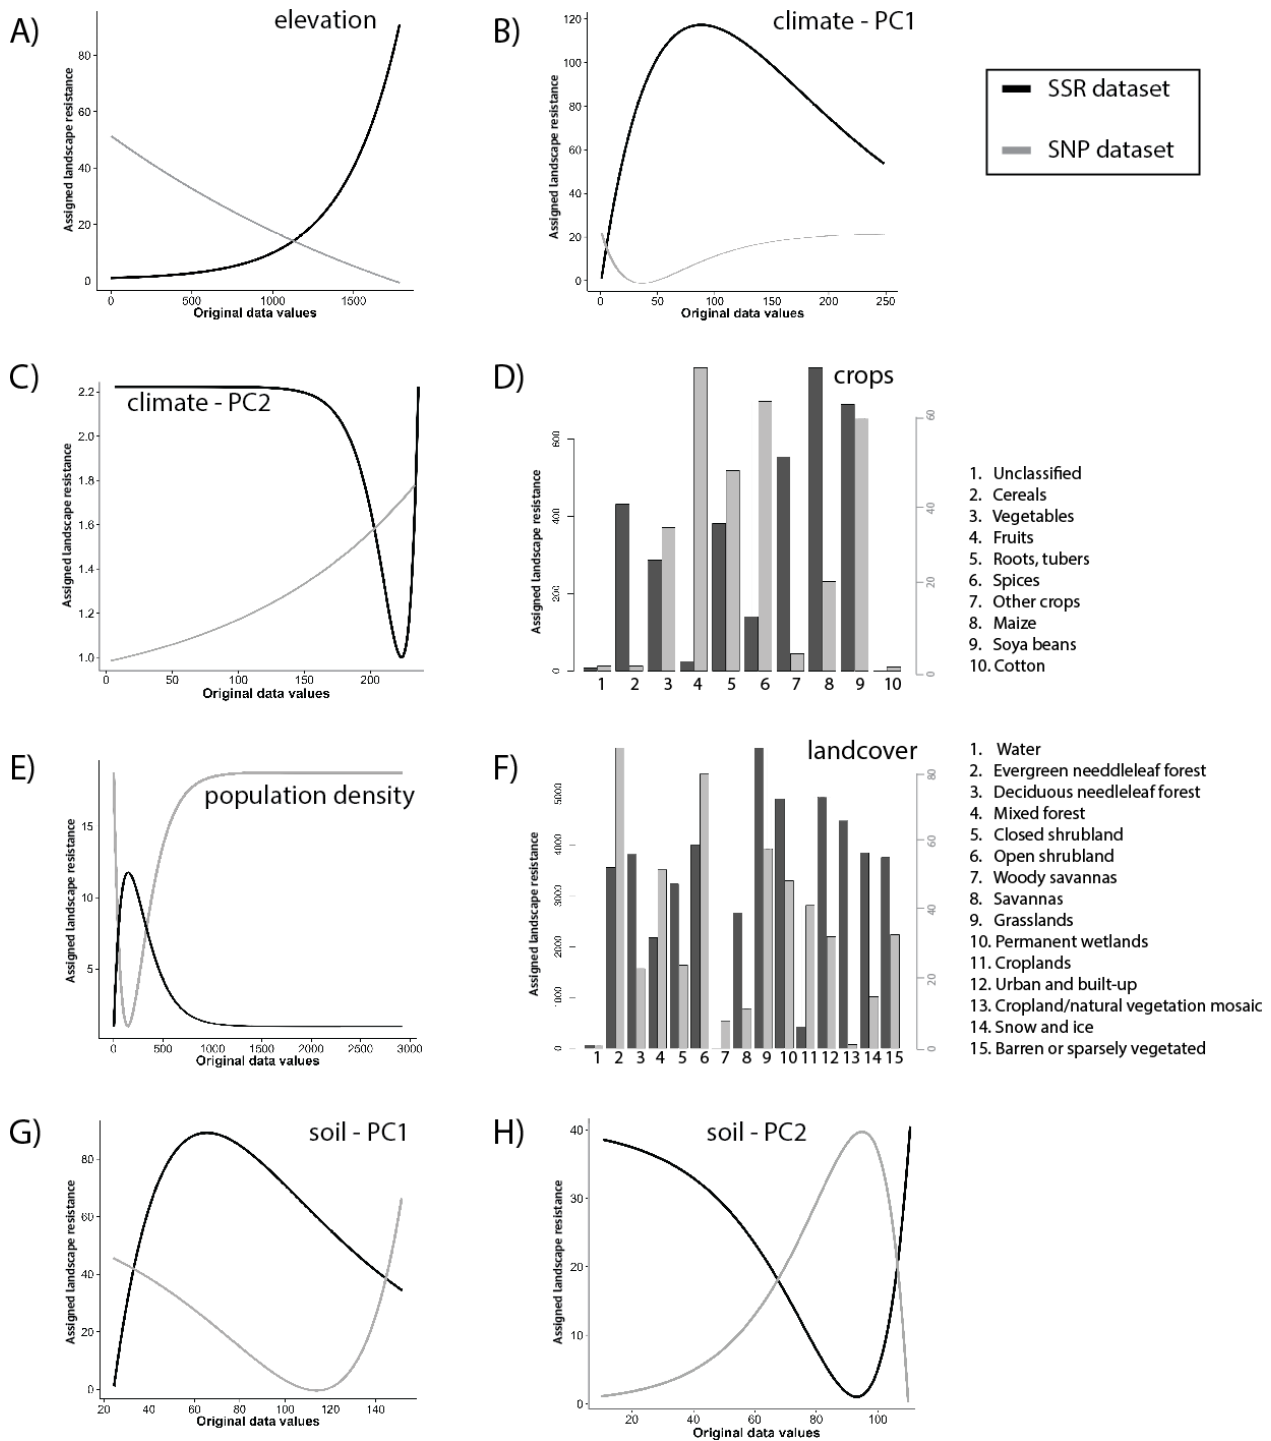 A)
elevation
Assigned landscape resistance
80
60
40
20
0
0 500 1000 1500
Original data values
B)
climate - PC1
Assigned landscape resistance
120
100
80
60
40
20
0
0 50 100 150 200 250
Original data values
SSR dataset
SNP dataset
C)
climate - PC2
Assigned landscape resistance
2.2
2.0
1.8
1.6
1.4
1.2
1.0
0 50 100 150 200
Original data values
D)
crops
Assigned landscape resistance
600
400
200
0
60
40
20
0
1 2 3 4 5 6 7 8 9 10
1. Unclassified
2. Cereals
3. Vegetables
4. Fruits
5. Roots, tubers
6. Spices
7. Other crops
8. Maize
9. Soya beans
10. Cotton
E)
population density
Assigned landscape resistance
15
10
5
0 500 1000 1500 2000 2500 3000
Original data values
F)
landcover
Assigned landscape resistance
5000
4000
3000
2000
1000
0
80
60
40
20
0
1 2 3 4 5 6 7 8 9 10 11 12 13 14 15
1. Water
2. Evergreen needdleleaf forest
3. Deciduous needleleaf forest
4. Mixed forest
5. Closed shrubland
6. Open shrubland
7. Woody savannas
8. Savannas
9. Grasslands
10. Permanent wetlands
11. Croplands
12. Urban and built-up
13. Cropland/natural vegetation mosaic
14. Snow and ice
15. Barren or sparsely vegetated
G)
soil - PC1
Assigned landscape resistance
80
60
40
20
0
20 40 60 80 100 120 140
Original data values
H)
soil - PC2
Assigned landscape resistance
40
30
20
10
0
20 40 60 80 100
Original data values